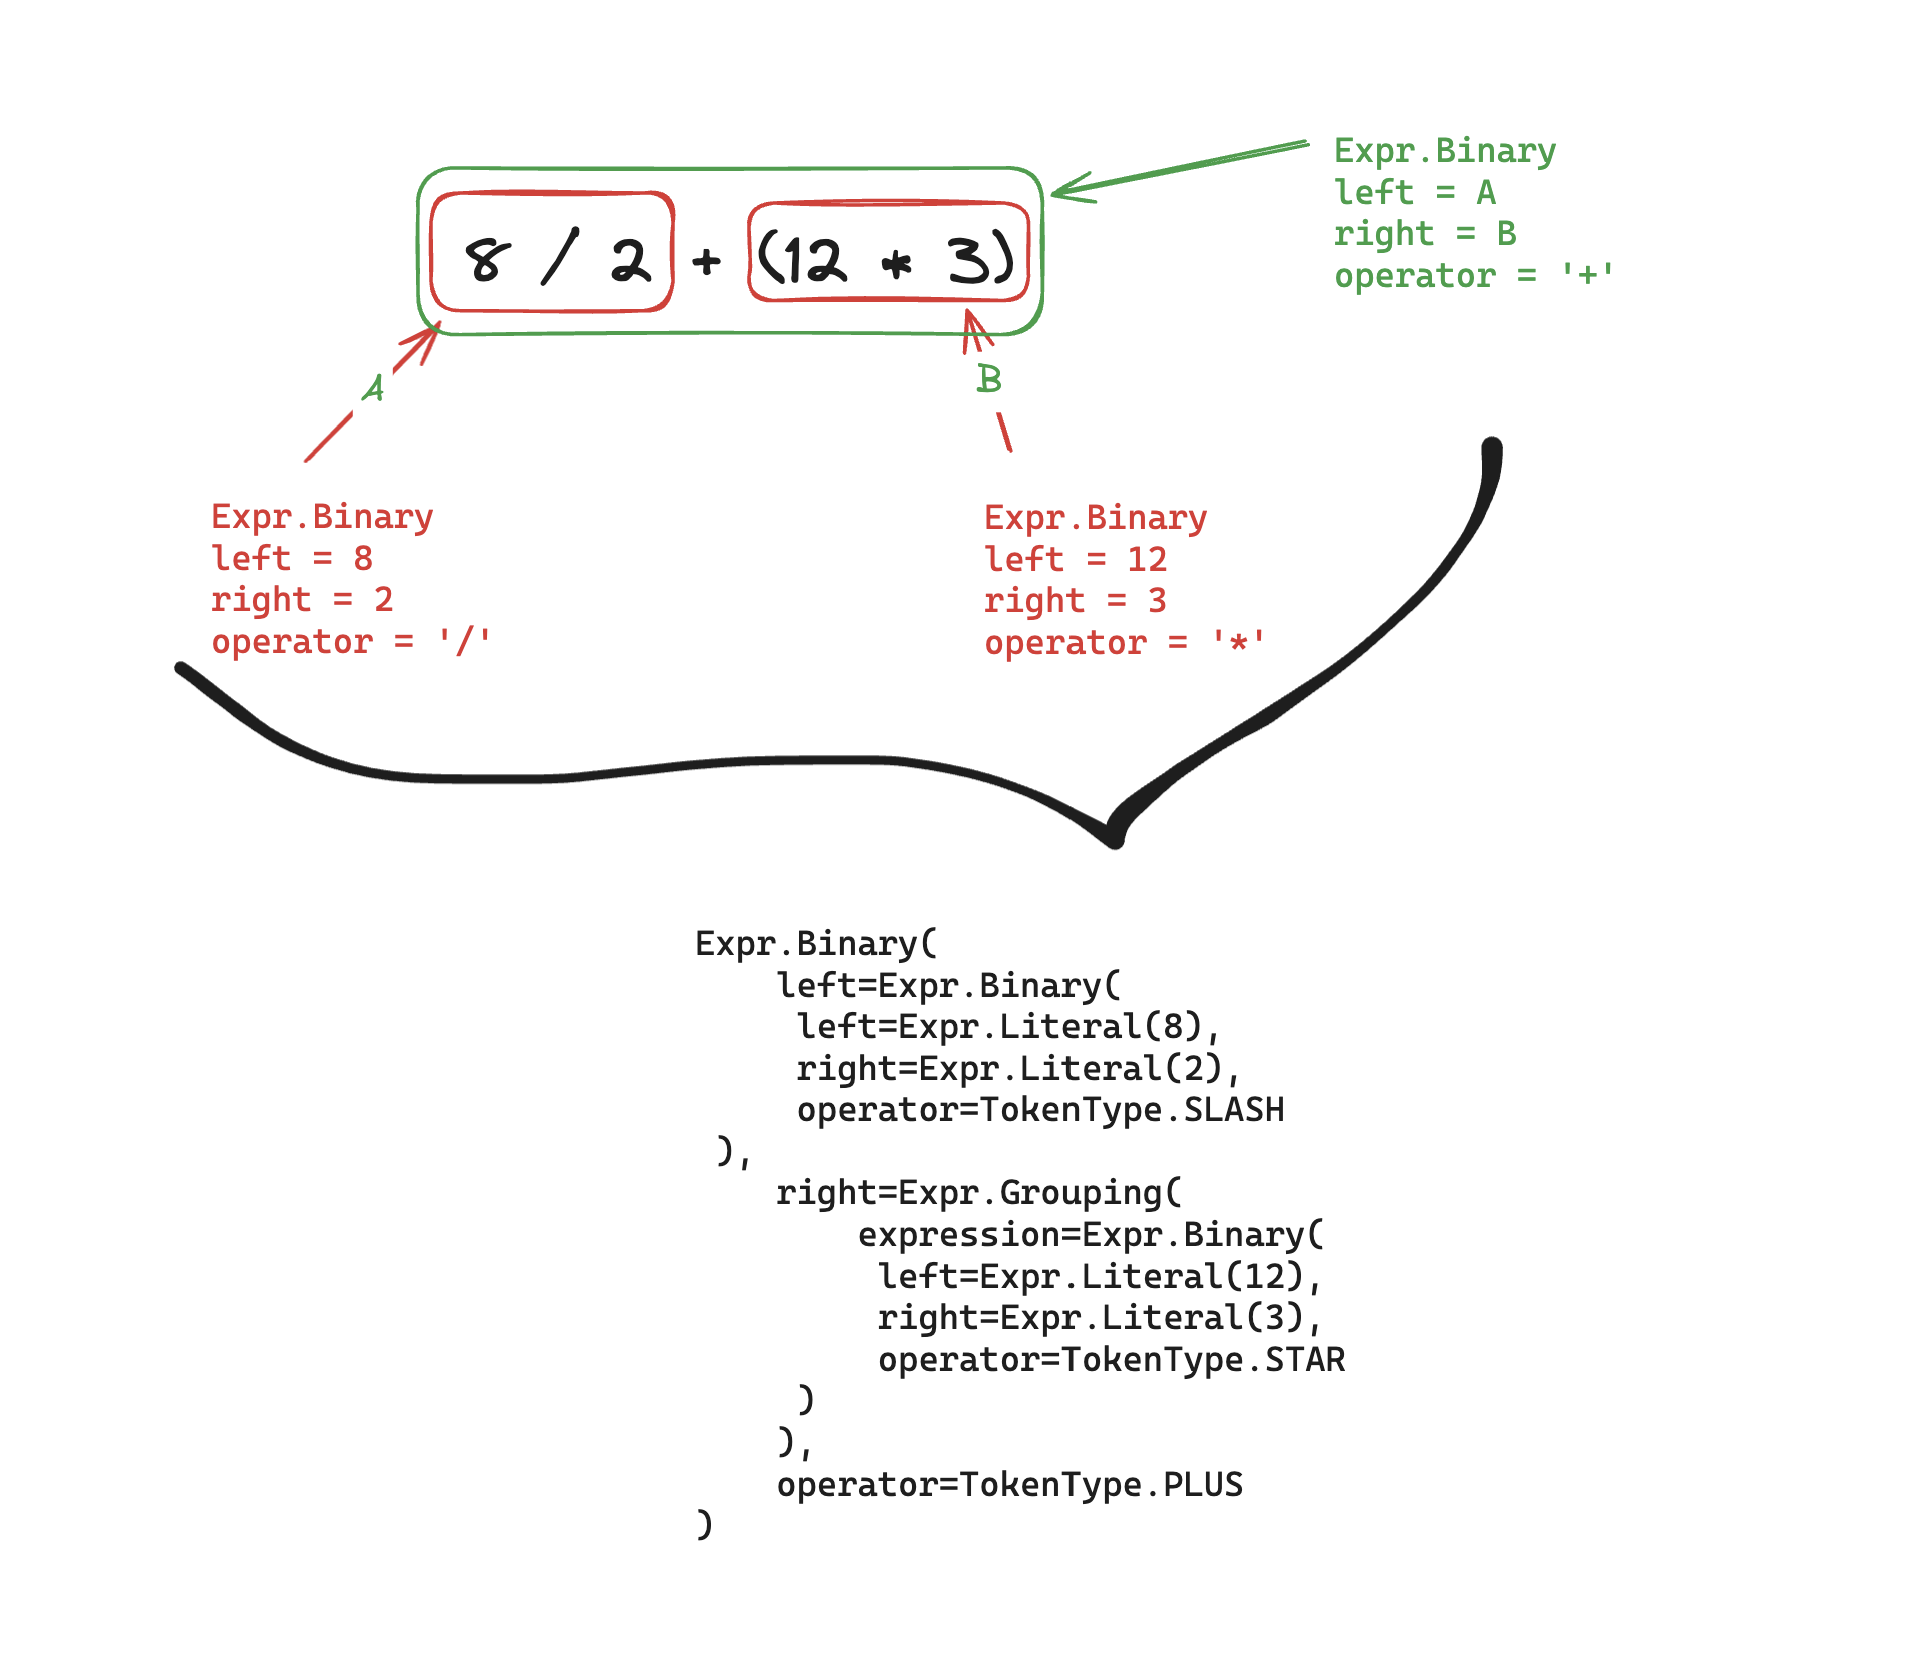 Expr.Binary
left = A
right = B
operator = '+'
8 / 2 + (12 * 3)
A
B
Expr.Binary
left = 8
right = 2
operator = '/'
Expr.Binary
left = 12
right = 3
operator = '*'
Expr.Binary(
    left=Expr.Binary(
     left=Expr.Literal(8),
     right=Expr.Literal(2),
     operator=TokenType.SLASH
 ),
    right=Expr.Grouping(
        expression=Expr.Binary(
         left=Expr.Literal(12),
         right=Expr.Literal(3),
         operator=TokenType.STAR
     )
    ),
    operator=TokenType.PLUS
)